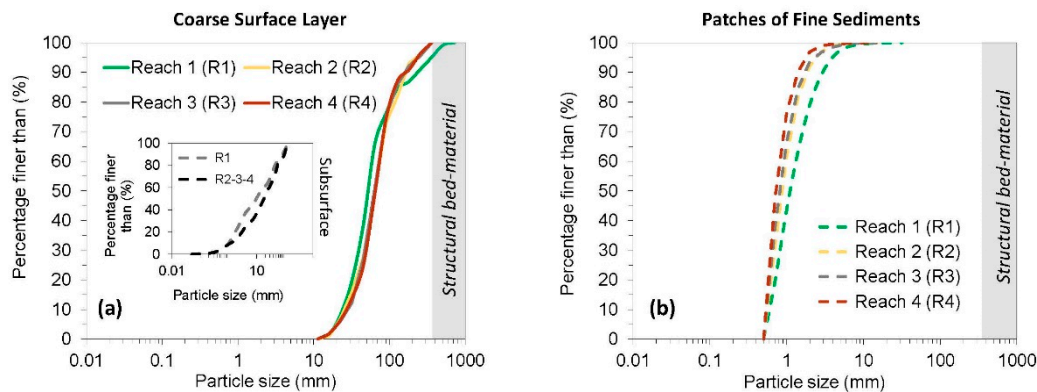 Coarse Surface Layer
Percentage finer than (%)
100
90
80
70
60
50
40
30
20
10
0
Reach 1 (R1)
Reach 2 (R2)
Reach 3 (R3)
Reach 4 (R4)
Percentage finer than (%)
100
80
60
40
20
0
R1
R2-3-4
Subsurface
0.01
1
10
Particle size (mm)
(a)
Structural bed-material
0.01
0.1
1
10
100
1000
Particle size (mm)
Patches of Fine Sediments
Percentage finer than (%)
100
90
80
70
60
50
40
30
20
10
0
Reach 1 (R1)
Reach 2 (R2)
Reach 3 (R3)
Reach 4 (R4)
(b)
Structural bed-material
0.01
0.1
1
10
100
1000
Particle size (mm)